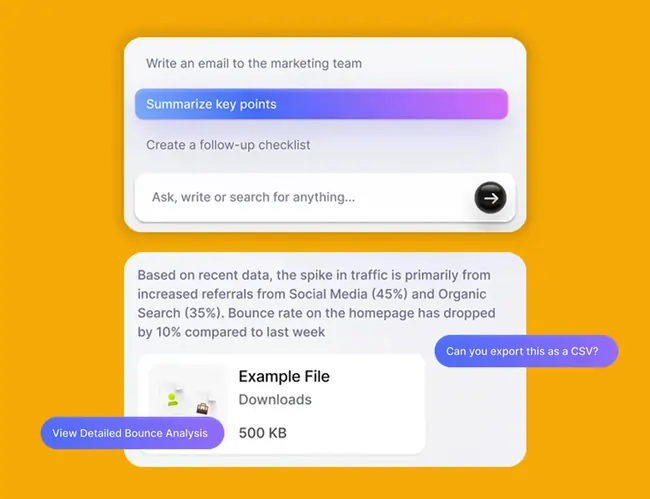 Write an email to the marketing team
Summarize key points
Create a follow-up checklist
Ask, write or search for anything...
Based on recent data, the spike in traffic is primarily from
increased referrals from Social Media (45%) and Organic
Search (35%). Bounce rate on the homepage has dropped
by 10% compared to last week
Can you export this as a CSV?
Example File
Downloads
500 KB
View Detailed Bounce Analysis